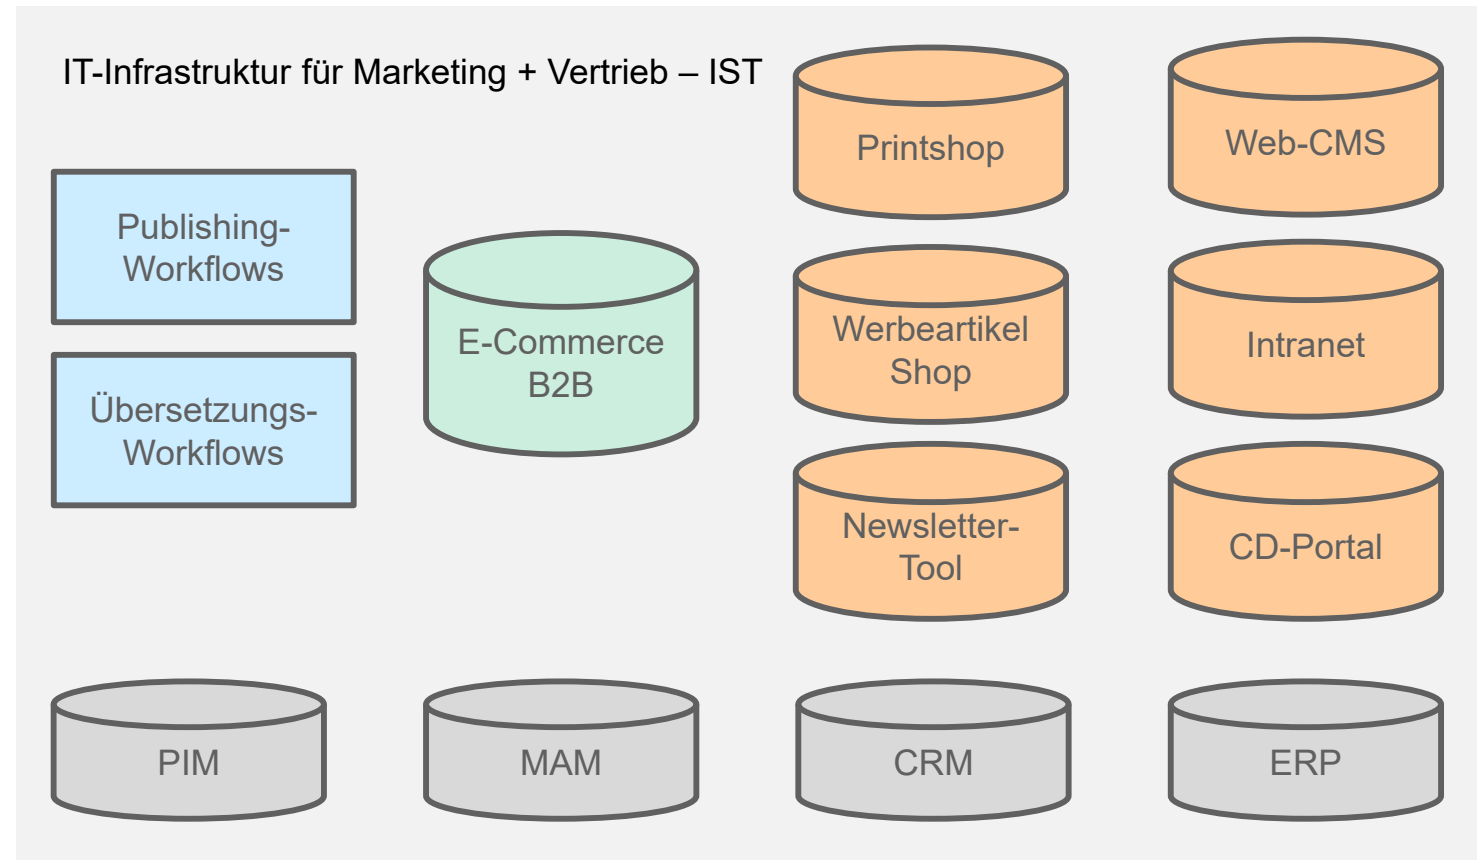 IT-Infrastruktur für Marketing + Vertrieb – IST
Publishing-
Workflows
Übersetzungs-
Workflows
E-Commerce
B2B
Printshop
Web-CMS
Werbeartikel
Shop
Intranet
Newsletter-
Tool
CD-Portal
PIM
MAM
CRM
ERP